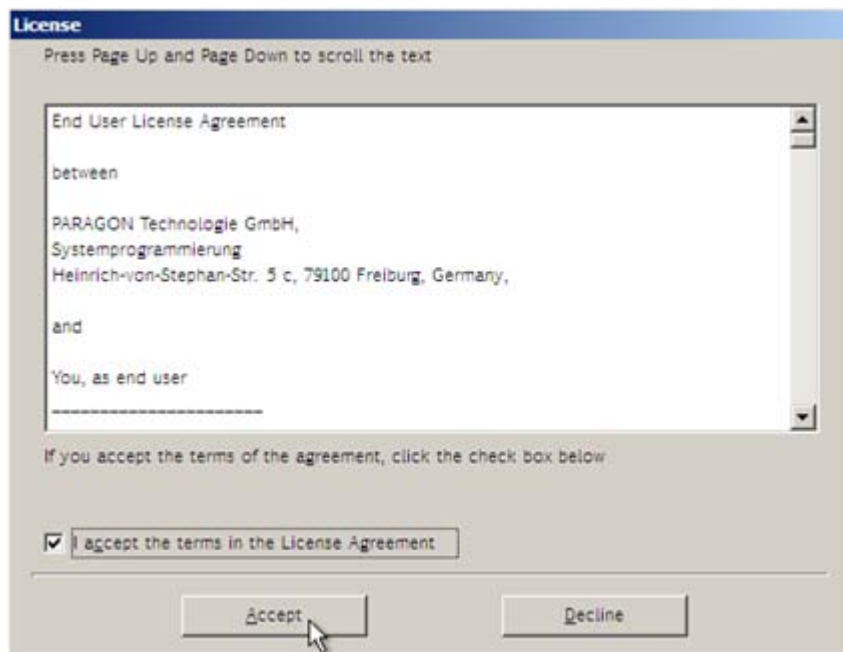 License
Press Page Up and Page Down to scroll the text
End User License Agreement
between
PARAGON Technologie GmbH,
Systemprogrammierung
Heinrich-von-Stephan-Str. 5 c, 79100 Freiburg, Germany,
and
You, as end user
----------------------
If you accept the terms of the agreement, click the check box below
I accept the terms in the License Agreement
Accept
Decline